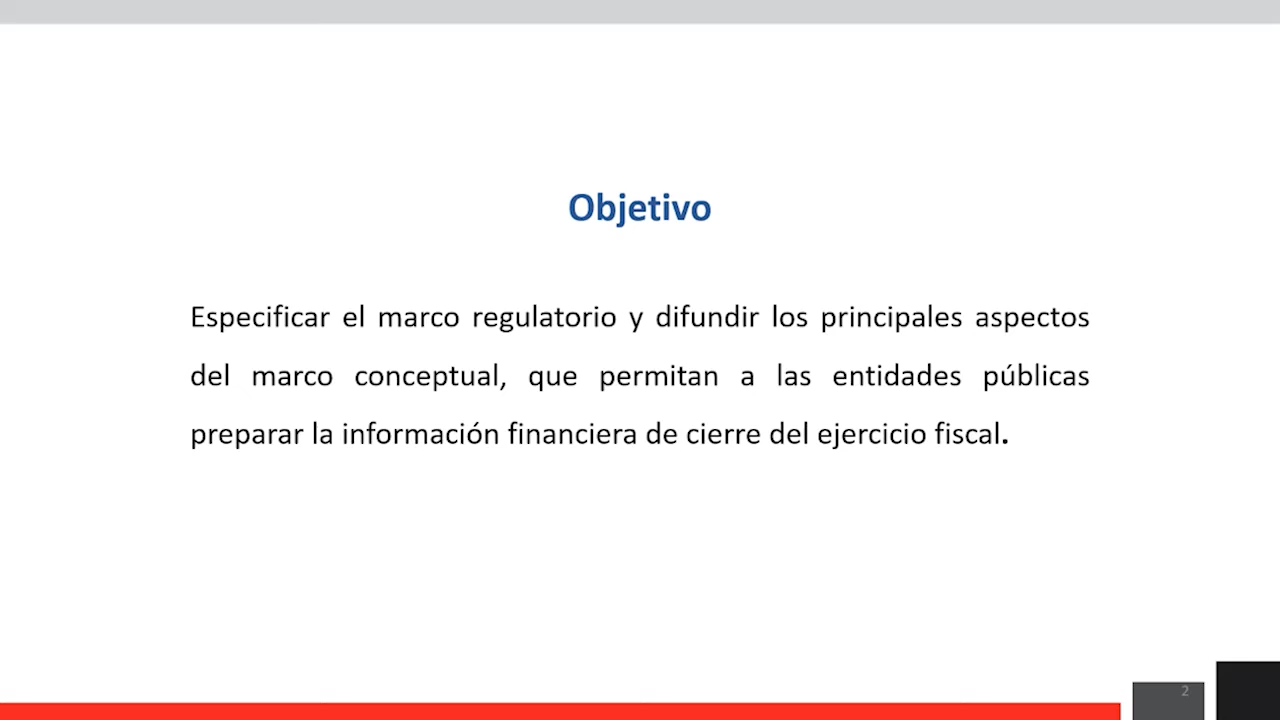 Objetivo
Especificar el marco regulatorio y difundir los principales aspectos
del marco conceptual, que permitan a las entidades públicas
preparar la información financiera de cierre del ejercicio fiscal.
2